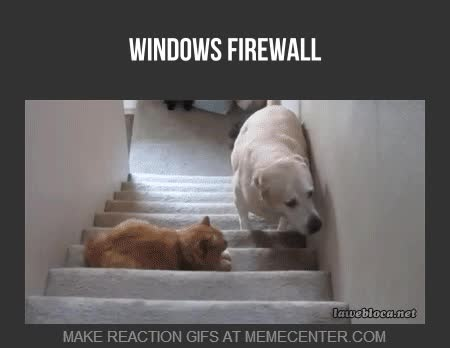 WINDOWS FIREWALL
lawebloca.net
MAKE REACTION GIFS AT MEMECENTER.COM